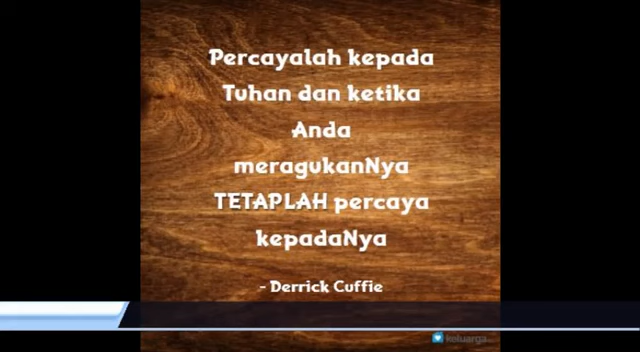 Percayalah kepada
Tuhan dan ketika
Anda
meragukanNya
TETAPLAH percaya
kepadaNya
- Derrick Cuffie
keluarga